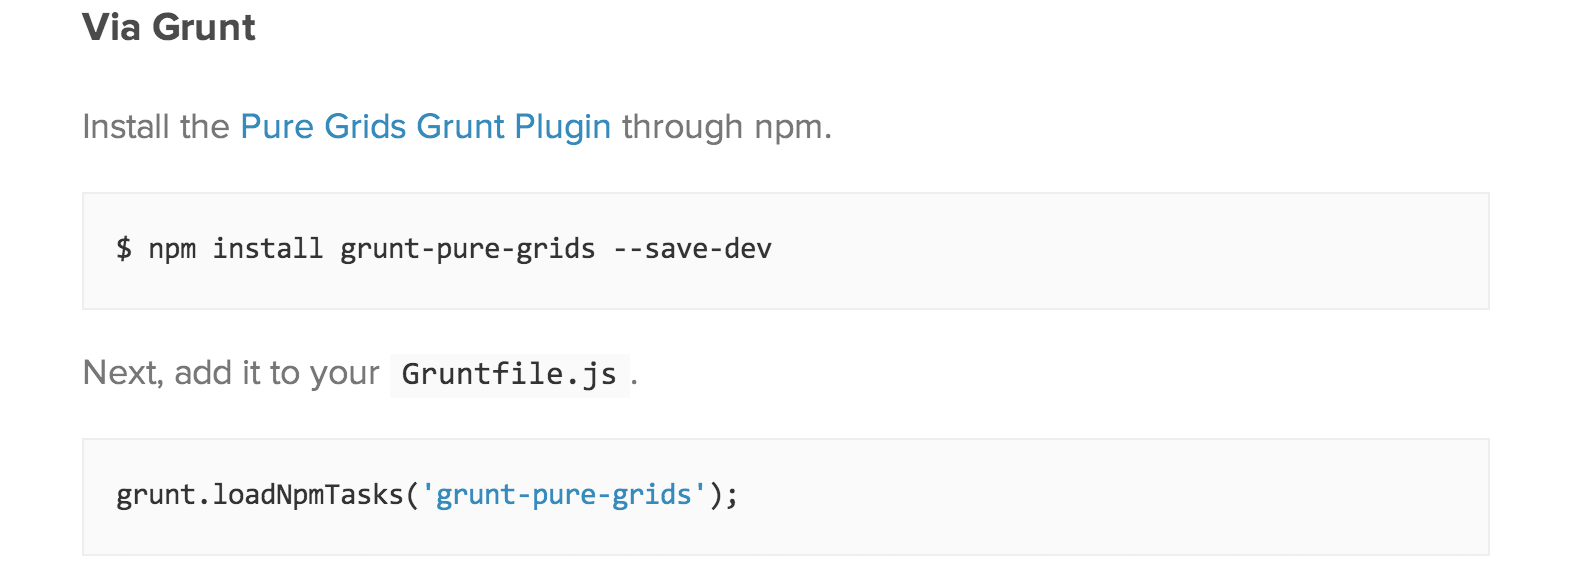 Via Grunt
Install the Pure Grids Grunt Plugin through npm.
$ npm install grunt-pure-grids --save-dev
Next, add it to your Gruntfile.js .
grunt.loadNpmTasks('grunt-pure-grids');